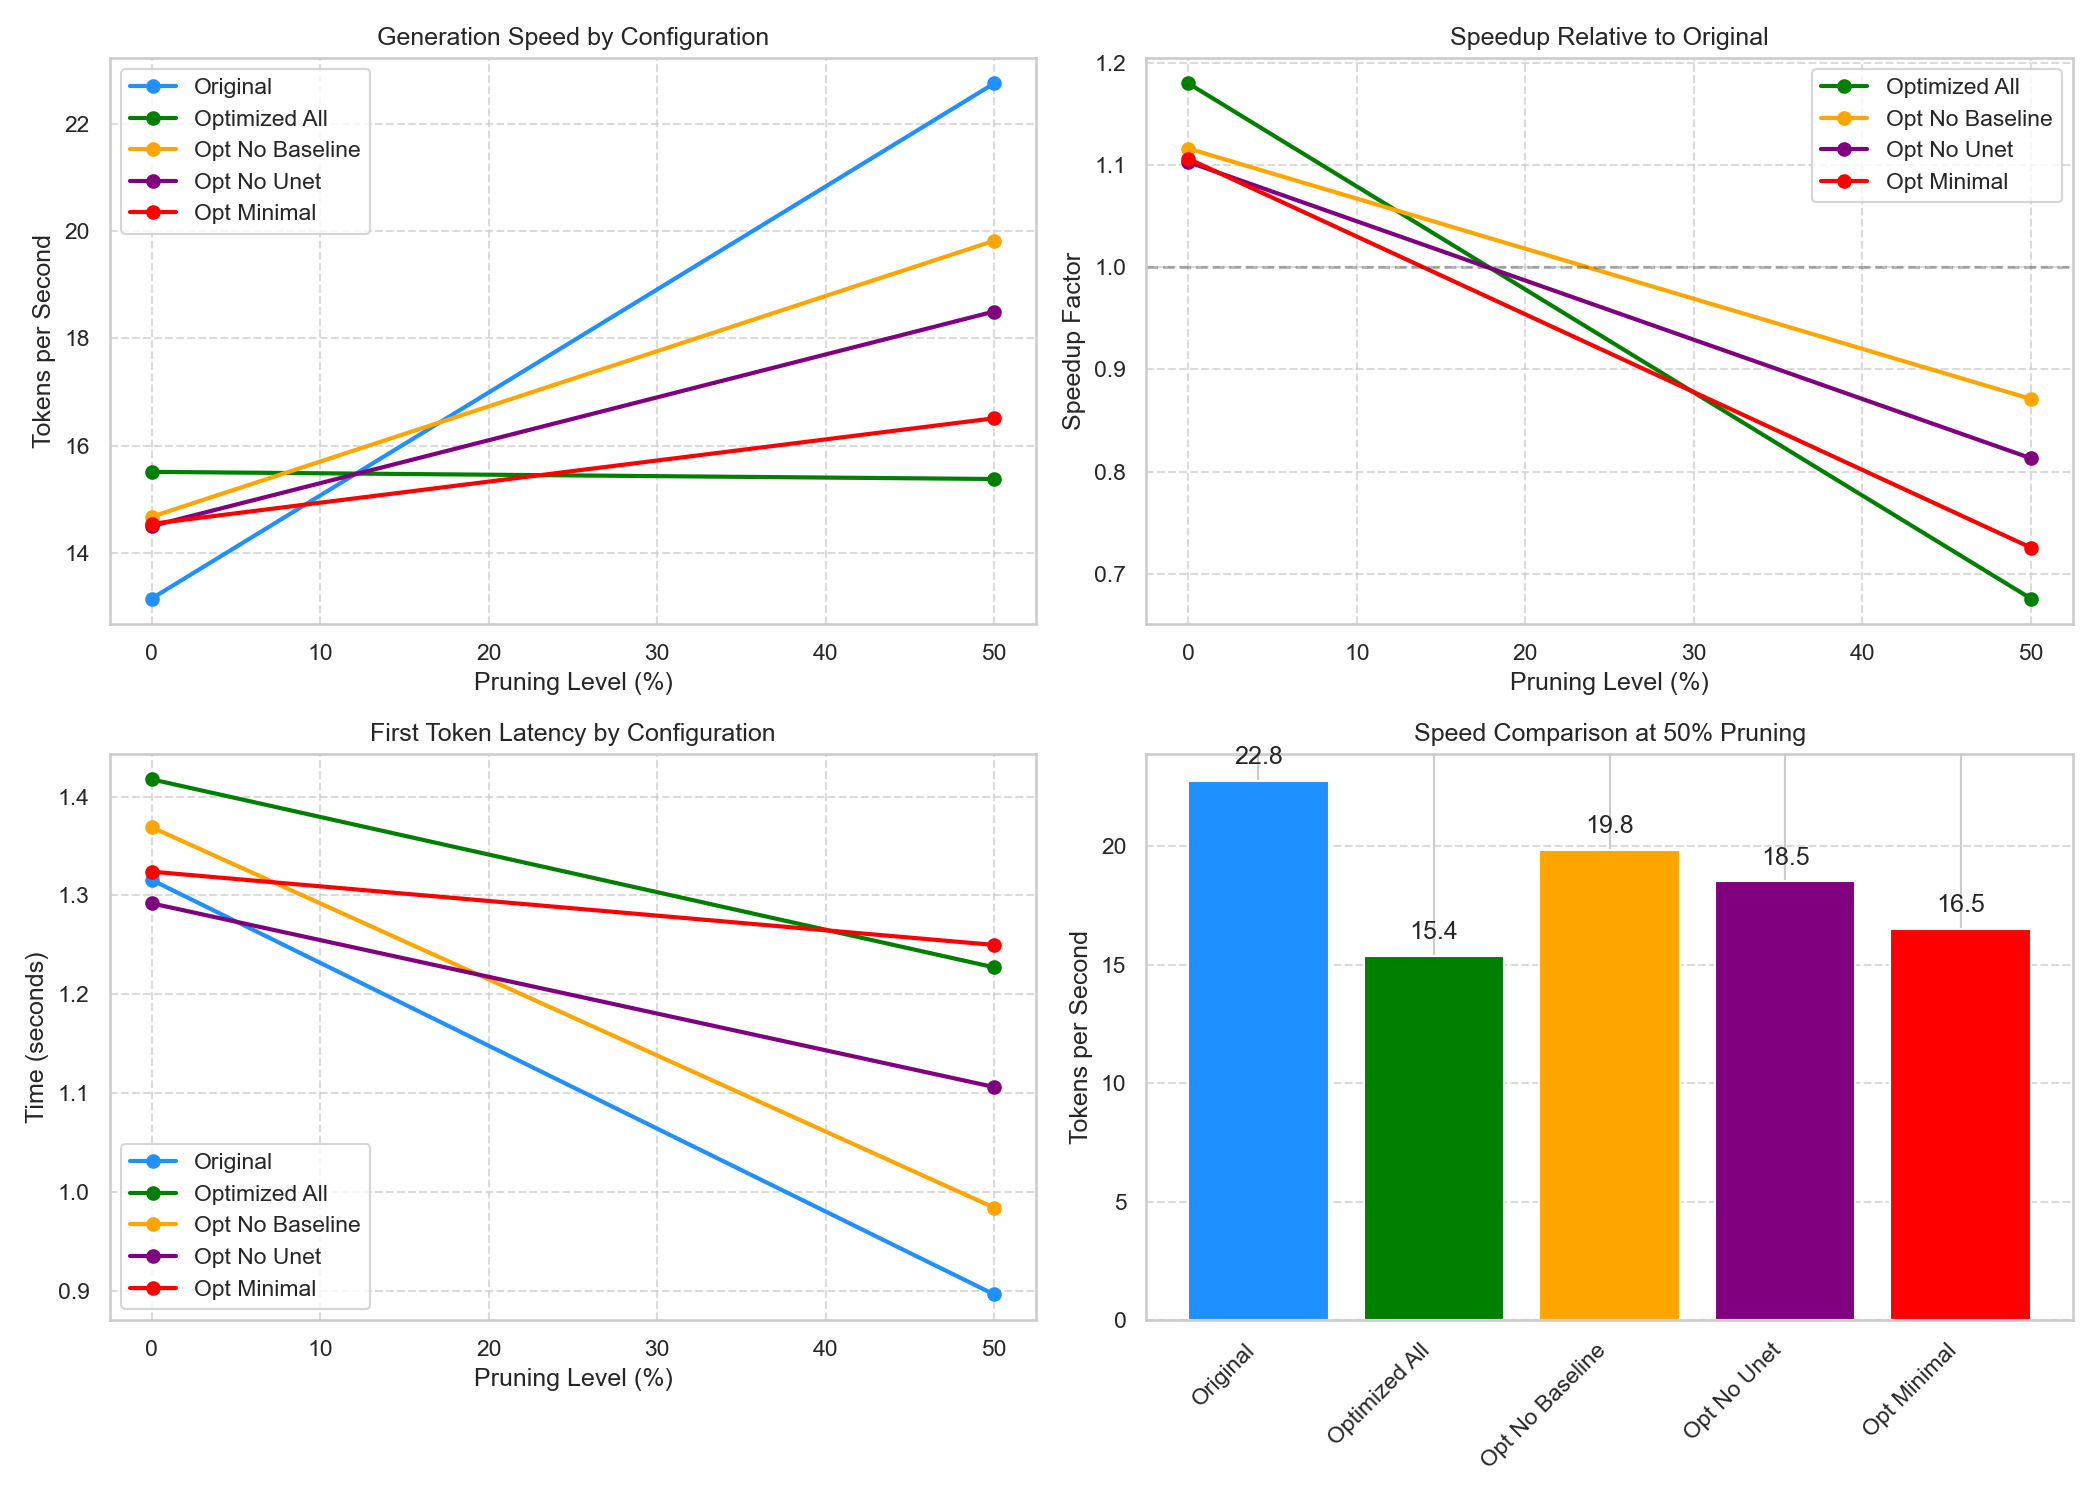 Generation Speed by Configuration
Tokens per Second
22
20
18
16
14
Original
Optimized All
Opt No Baseline
Opt No Unet
Opt Minimal
0 10 20 30 40 50
Pruning Level (%)
Speedup Relative to Original
Speedup Factor
1.2
1.1
1.0
0.9
0.8
0.7
Optimized All
Opt No Baseline
Opt No Unet
Opt Minimal
0 10 20 30 40 50
Pruning Level (%)
First Token Latency by Configuration
Time (seconds)
1.4
1.3
1.2
1.1
1.0
0.9
Original
Optimized All
Opt No Baseline
Opt No Unet
Opt Minimal
0 10 20 30 40 50
Pruning Level (%)
Speed Comparison at 50% Pruning
Tokens per Second
20
15
10
5
0
22.8
15.4
19.8
18.5
16.5
Original
Optimized All
Opt No Baseline
Opt No Unet
Opt Minimal